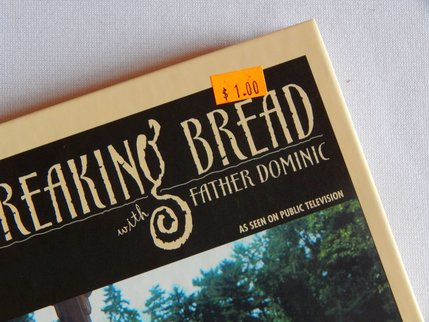 $1.00
REAKING BREAD
with FATHER DOMINIC
AS SEEN ON PUBLIC TELEVISION